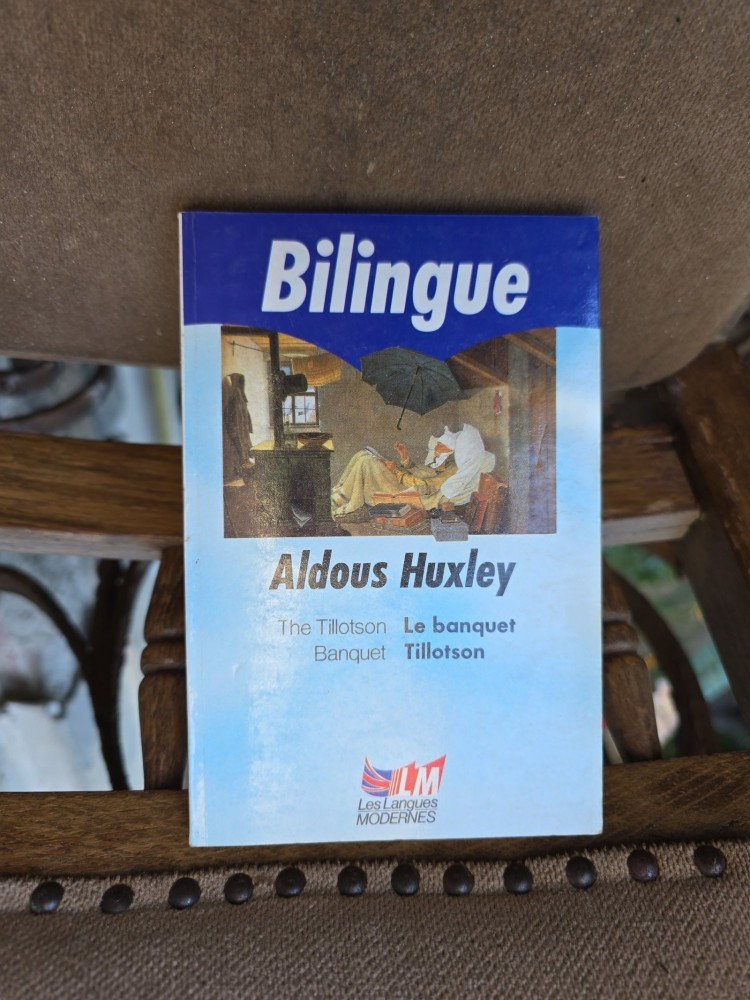 Bilingue
Aldous Huxley
The Tillotson Le banquet
Banquet Tillotson
LM
Les Langues
MODERNES